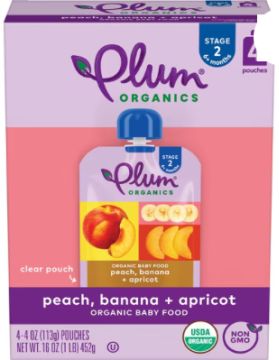 STAGE
2
6+ months
4
pouches
Plum
ORGANICS
STAGE
2
Plum
ORGANICS
ORGANIC BABY FOOD
peach, banana
+ apricot
clear pouch
peach, banana + apricot
ORGANIC BABY FOOD
4-4 OZ (113g) POUCHES
NET WT. 16 OZ (1 LB) 452g
USDA
ORGANIC
NON
GMO